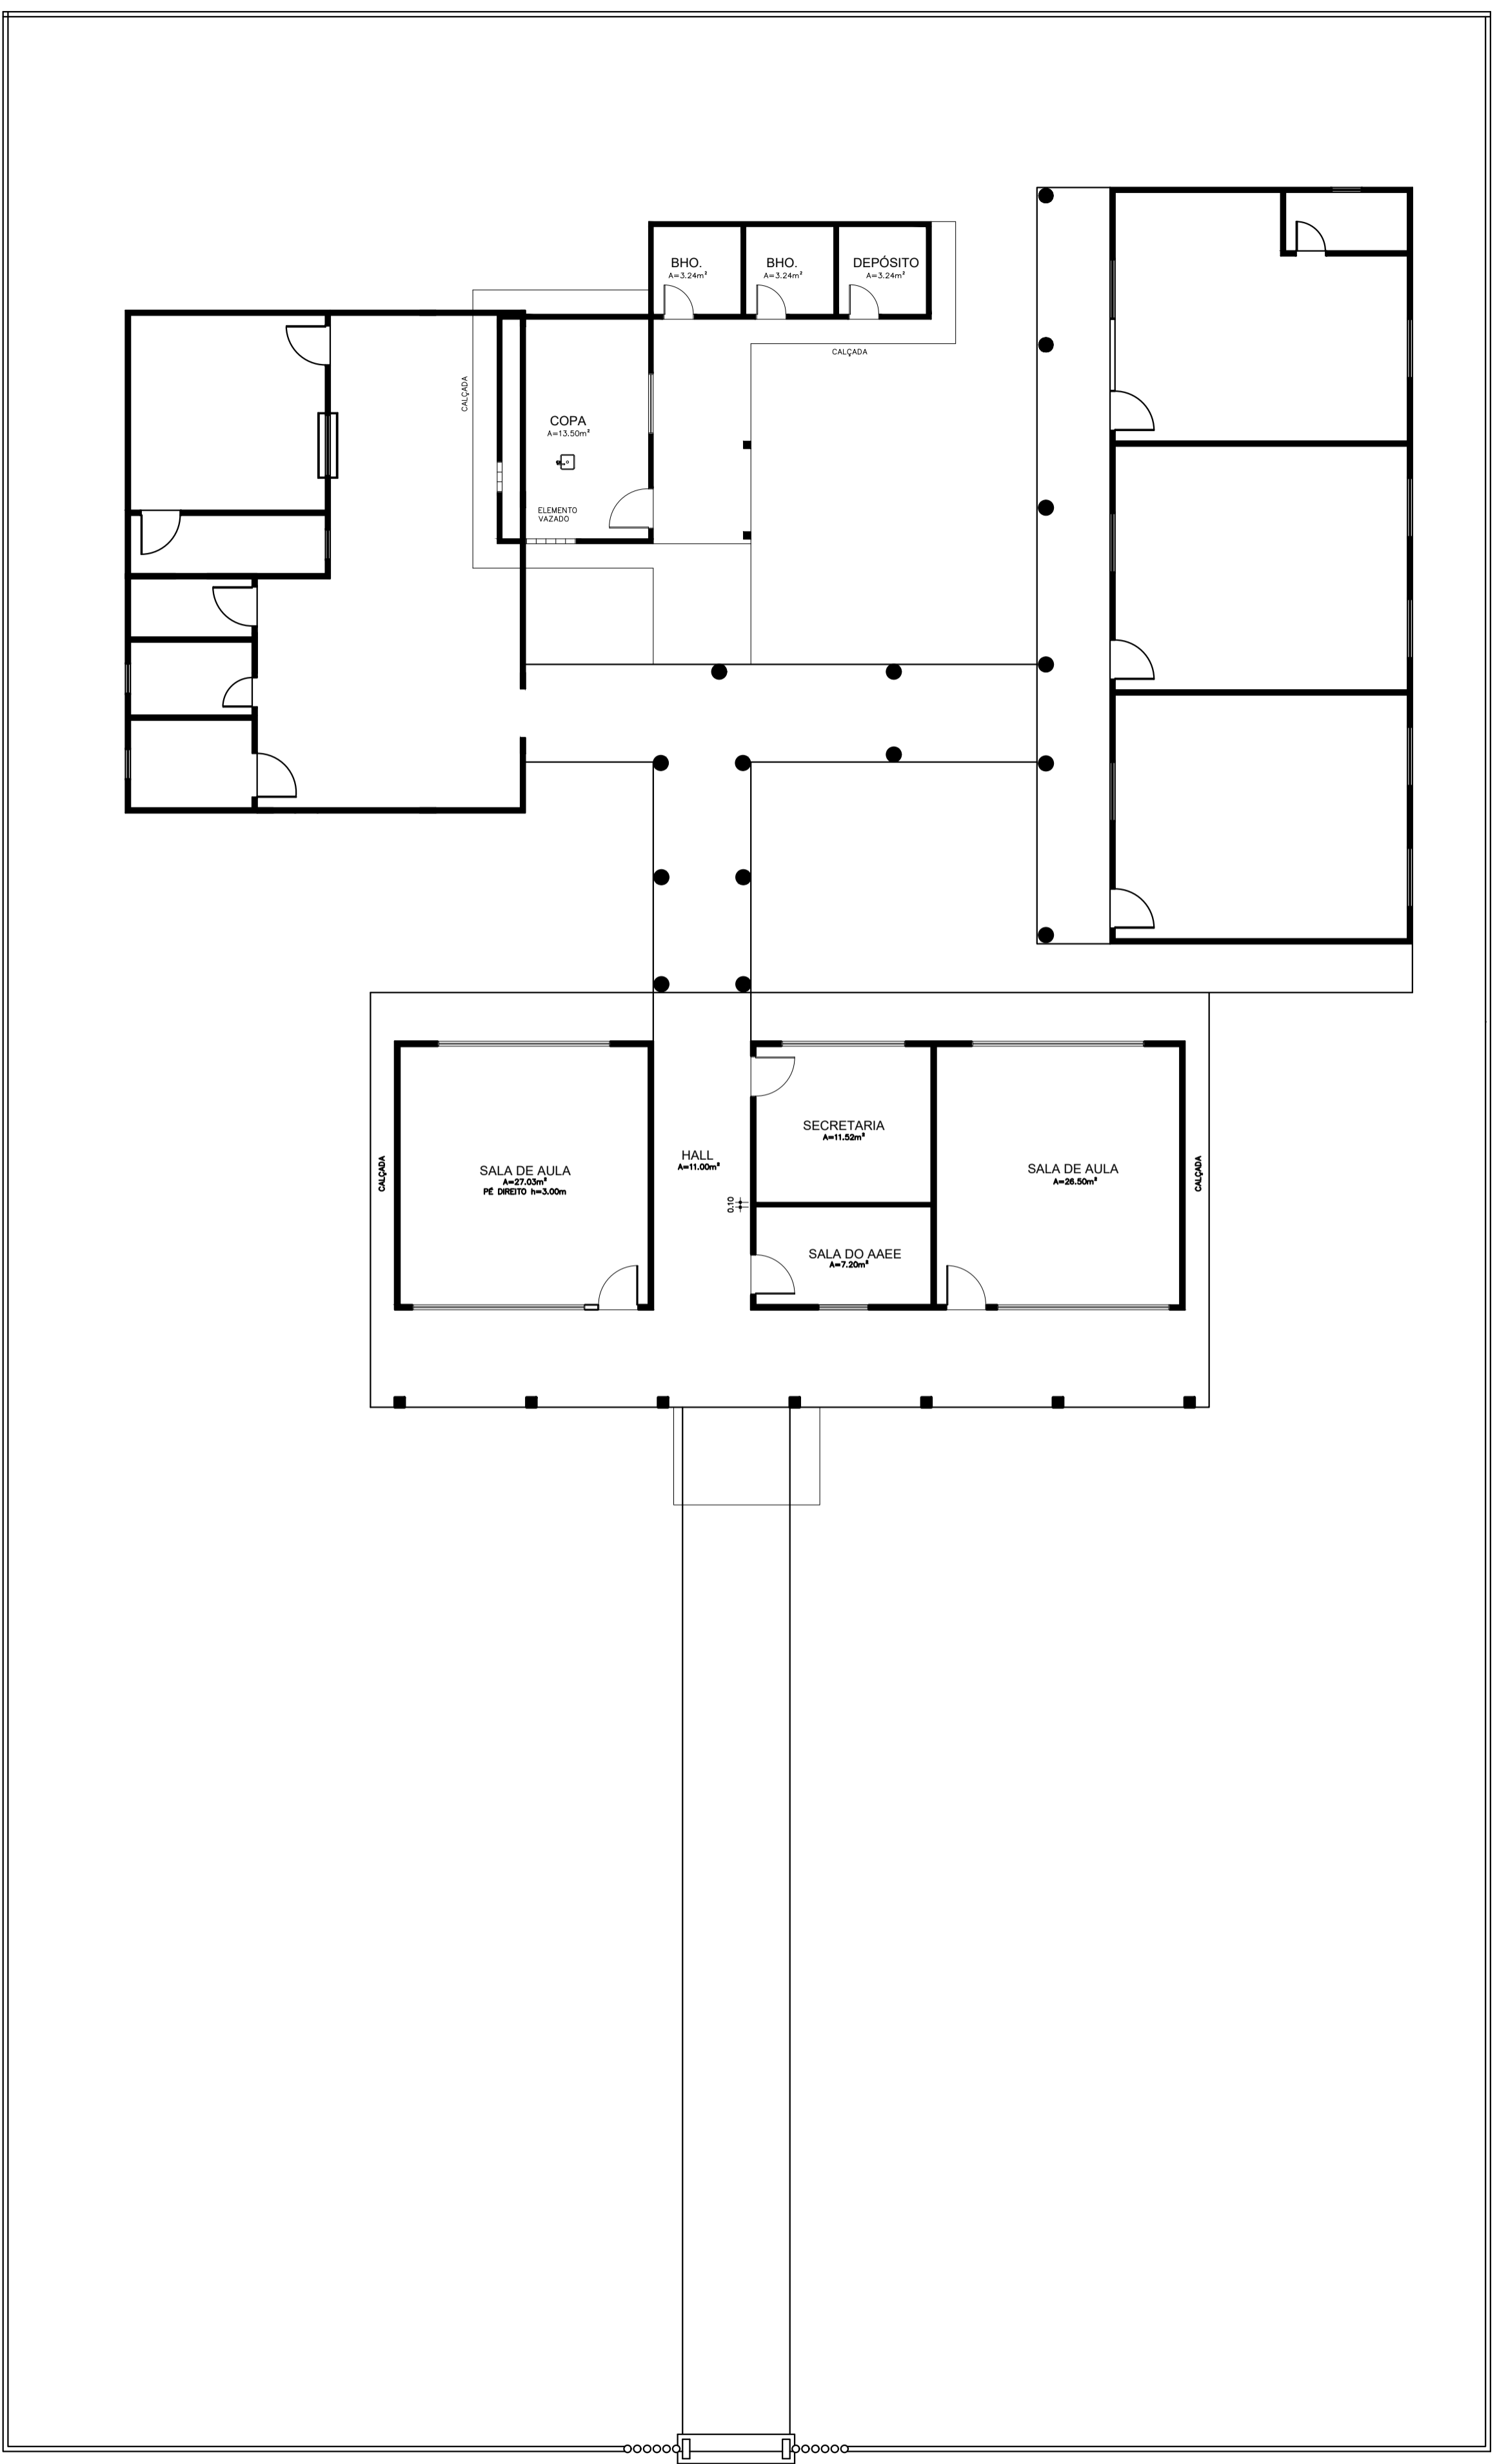 BHO.
A=3.24m²
BHO.
A=3.24m²
DEPÓSITO
A=3.24m²
CALÇADA
CALÇADA
COPA
A=13.50m²
ELEMENTO
VAZADO
SECRETARIA
A=11.52m²
HALL
A=11.00m²
SALA DE AULA
A=27.03m²
PÉ DIREITO h=3.00m
SALA DE AULA
A=26.50m²
CALÇADA
CALÇADA
0.10
SALA DO AAEE
A=7.20m²